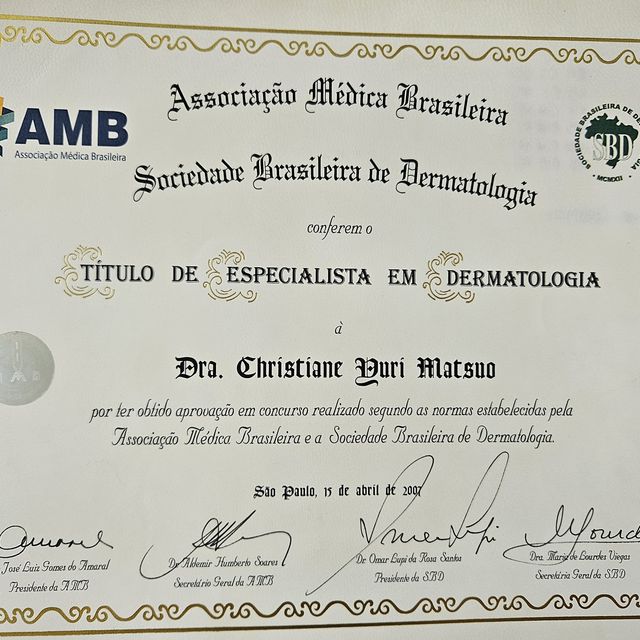 Associação Médica Brasileira
AMB
Associação Médica Brasileira
SOCIEDADE BRASILEIRA DE DE
SBD
MCMXII
Sociedade Brasileira de Dermatologia
conferem o
TÍTULO DE ESPECIALISTA EM DERMATOLOGIA
à
Dra. Christiane Yuri Matsuo
por ter obtido aprovação em concurso realizado segundo as normas estabelecidas pela
Associação Médica Brasileira e a Sociedade Brasileira de Dermatologia.
São Paulo, 15 de abril de 2007
José Luiz Gomes do Amaral
Presidente da AMB
Dr. Aldemir Humberto Soares
Secretário Geral da AMB
Dr. Omar Lupi da Rosa Santos
Presidente da SBD
Dra. Maria de Lourdes Viegas
Secretária Geral da SBD